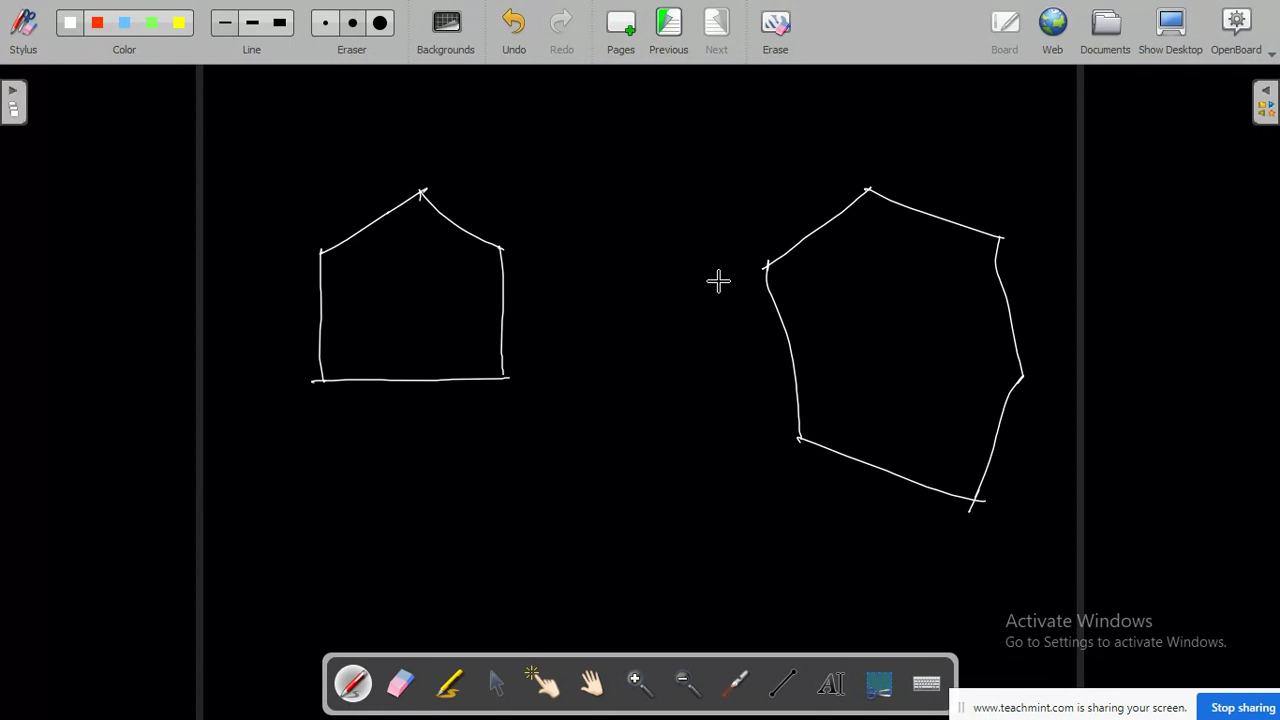 Stylus
Color
Line
Eraser
Backgrounds
Undo
Redo
Pages
Previous
Next
Erase
Board
Web
Documents
Show Desktop
OpenBoard
Activate Windows
Go to Settings to activate Windows.
AI
www.teachmint.com is sharing your screen.
Stop sharing